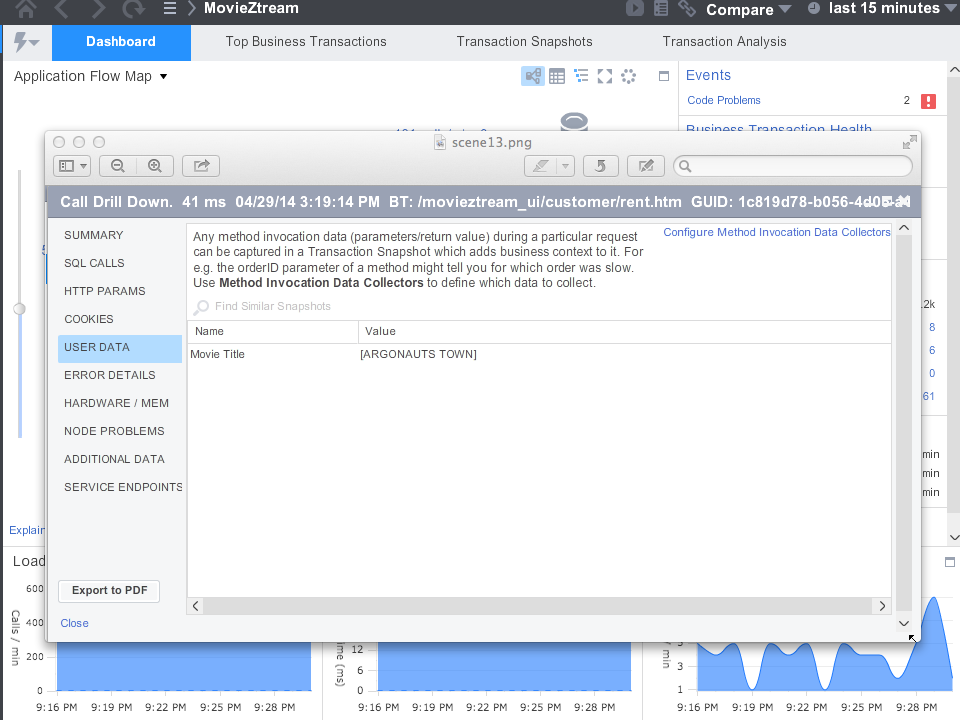 MovieZtream
Compare
last 15 minutes
Dashboard
Top Business Transactions
Transaction Snapshots
Transaction Analysis
Application Flow Map
Events
Code Problems
2
Business Transaction Health
scene13.png
Call Drill Down. 41 ms 04/29/14 3:19:14 PM BT: /movieztream_ui/customer/rent.htm GUID: 1c819d78-b056-4d05-a
SUMMARY
SQL CALLS
HTTP PARAMS
COOKIES
USER DATA
ERROR DETAILS
HARDWARE / MEM
NODE PROBLEMS
ADDITIONAL DATA
SERVICE ENDPOINTS
Export to PDF
Close
Any method invocation data (parameters/return value) during a particular request
can be captured in a Transaction Snapshot which adds business context to it. For
e.g. the orderID parameter of a method might tell you for which order was slow.
Use Method Invocation Data Collectors to define which data to collect.
Configure Method Invocation Data Collectors
Find Similar Snapshots
Name
Value
Movie Title
[ARGONAUTS TOWN]
.2k
8
6
0
61
min
min
min
Explain
Load
600
400
200
0
Calls / min
9:16 PM 9:19 PM 9:22 PM 9:25 PM 9:28 PM
12
6
0
(ms)
9:16 PM 9:19 PM 9:22 PM 9:25 PM 9:28 PM
5
3
1
/ min
9:16 PM 9:19 PM 9:22 PM 9:25 PM 9:28 PM